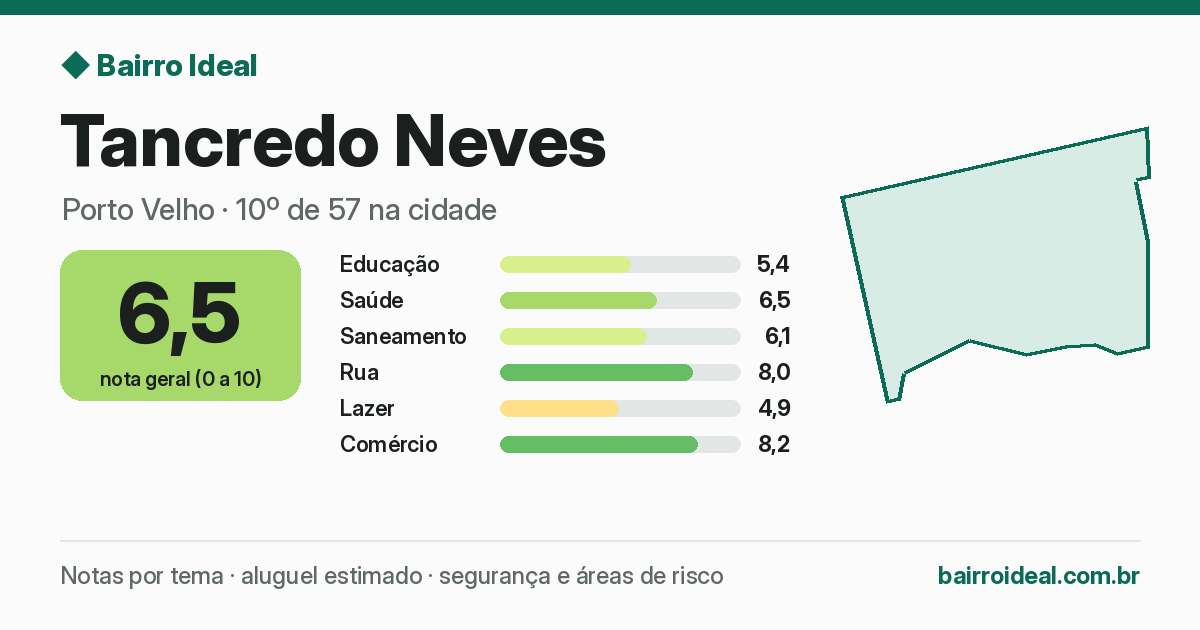 Bairro Ideal
Tancredo Neves
Porto Velho · 10º de 57 na cidade
6,5
nota geral (0 a 10)
Educação 5,4
Saúde 6,5
Saneamento 6,1
Rua 8,0
Lazer 4,9
Comércio 8,2
Notas por tema · aluguel estimado · segurança e áreas de risco
bairroideal.com.br